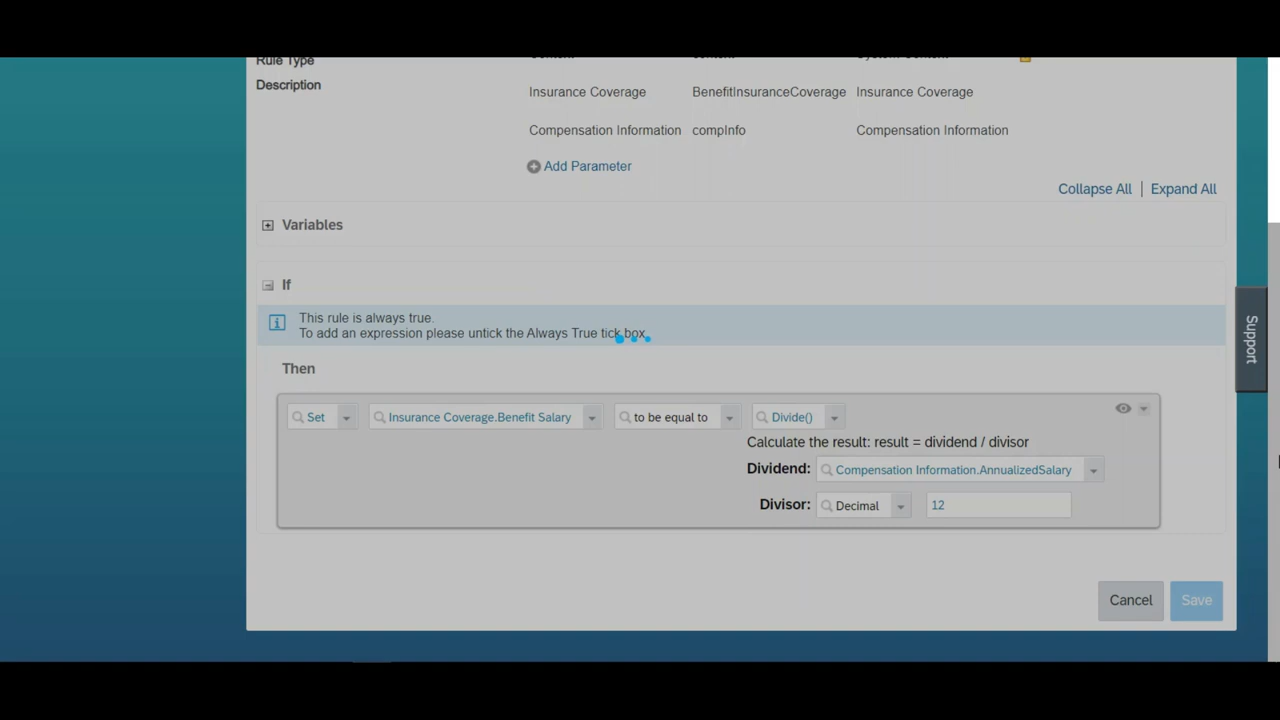 Rule Type
Description
Insurance Coverage BenefitInsuranceCoverage Insurance Coverage
Compensation Information compInfo Compensation Information
Add Parameter
Collapse All | Expand All
Variables
If
This rule is always true.
To add an expression please untick the Always True tick box.
Then
Set Insurance Coverage.Benefit Salary to be equal to Divide()
Calculate the result: result = dividend / divisor
Dividend: Compensation Information.AnnualizedSalary
Divisor: Decimal 12
Cancel Save
Support